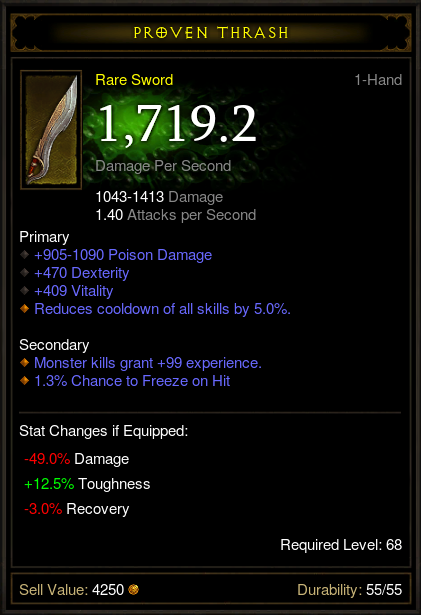 PROVEN THRASH
Rare Sword 1-Hand
1,719.2
Damage Per Second
1043-1413 Damage
1.40 Attacks per Second
Primary
+905-1090 Poison Damage
+470 Dexterity
+409 Vitality
Reduces cooldown of all skills by 5.0%.
Secondary
Monster kills grant +99 experience.
1.3% Chance to Freeze on Hit
Stat Changes if Equipped:
-49.0% Damage
+12.5% Toughness
-3.0% Recovery
Required Level: 68
Sell Value: 4250 Durability: 55/55